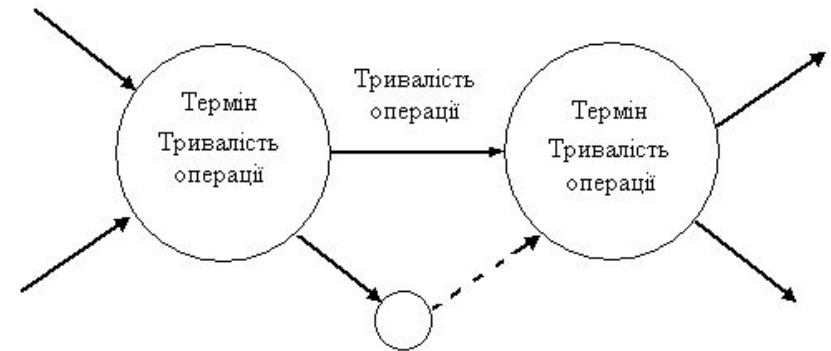 Термін
Тривалість
операції
Тривалість
операції
Термін
Тривалість
операції